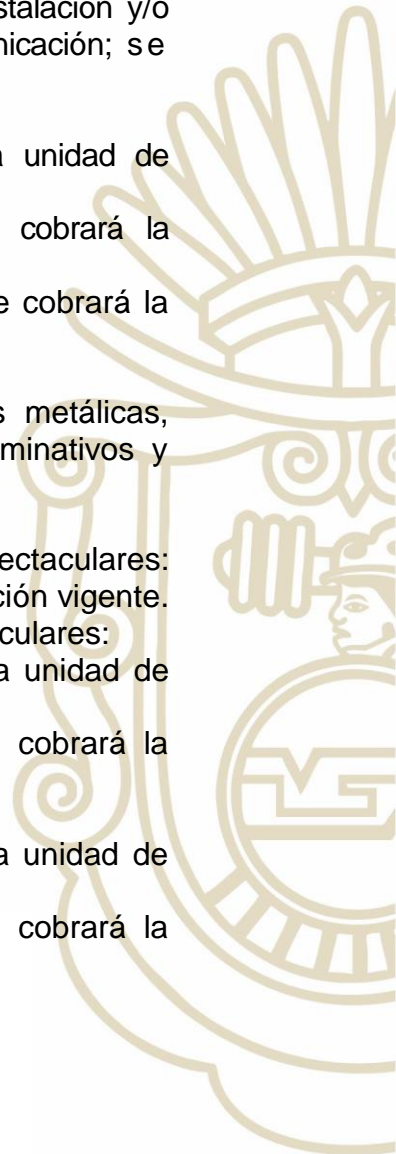 stalación y/o
nicación; se
a unidad de
cobrará la
e cobrará la
s metálicas,
minativos y
ectaculares:
ción vigente.
culares:
a unidad de
cobrará la
a unidad de
cobrará la